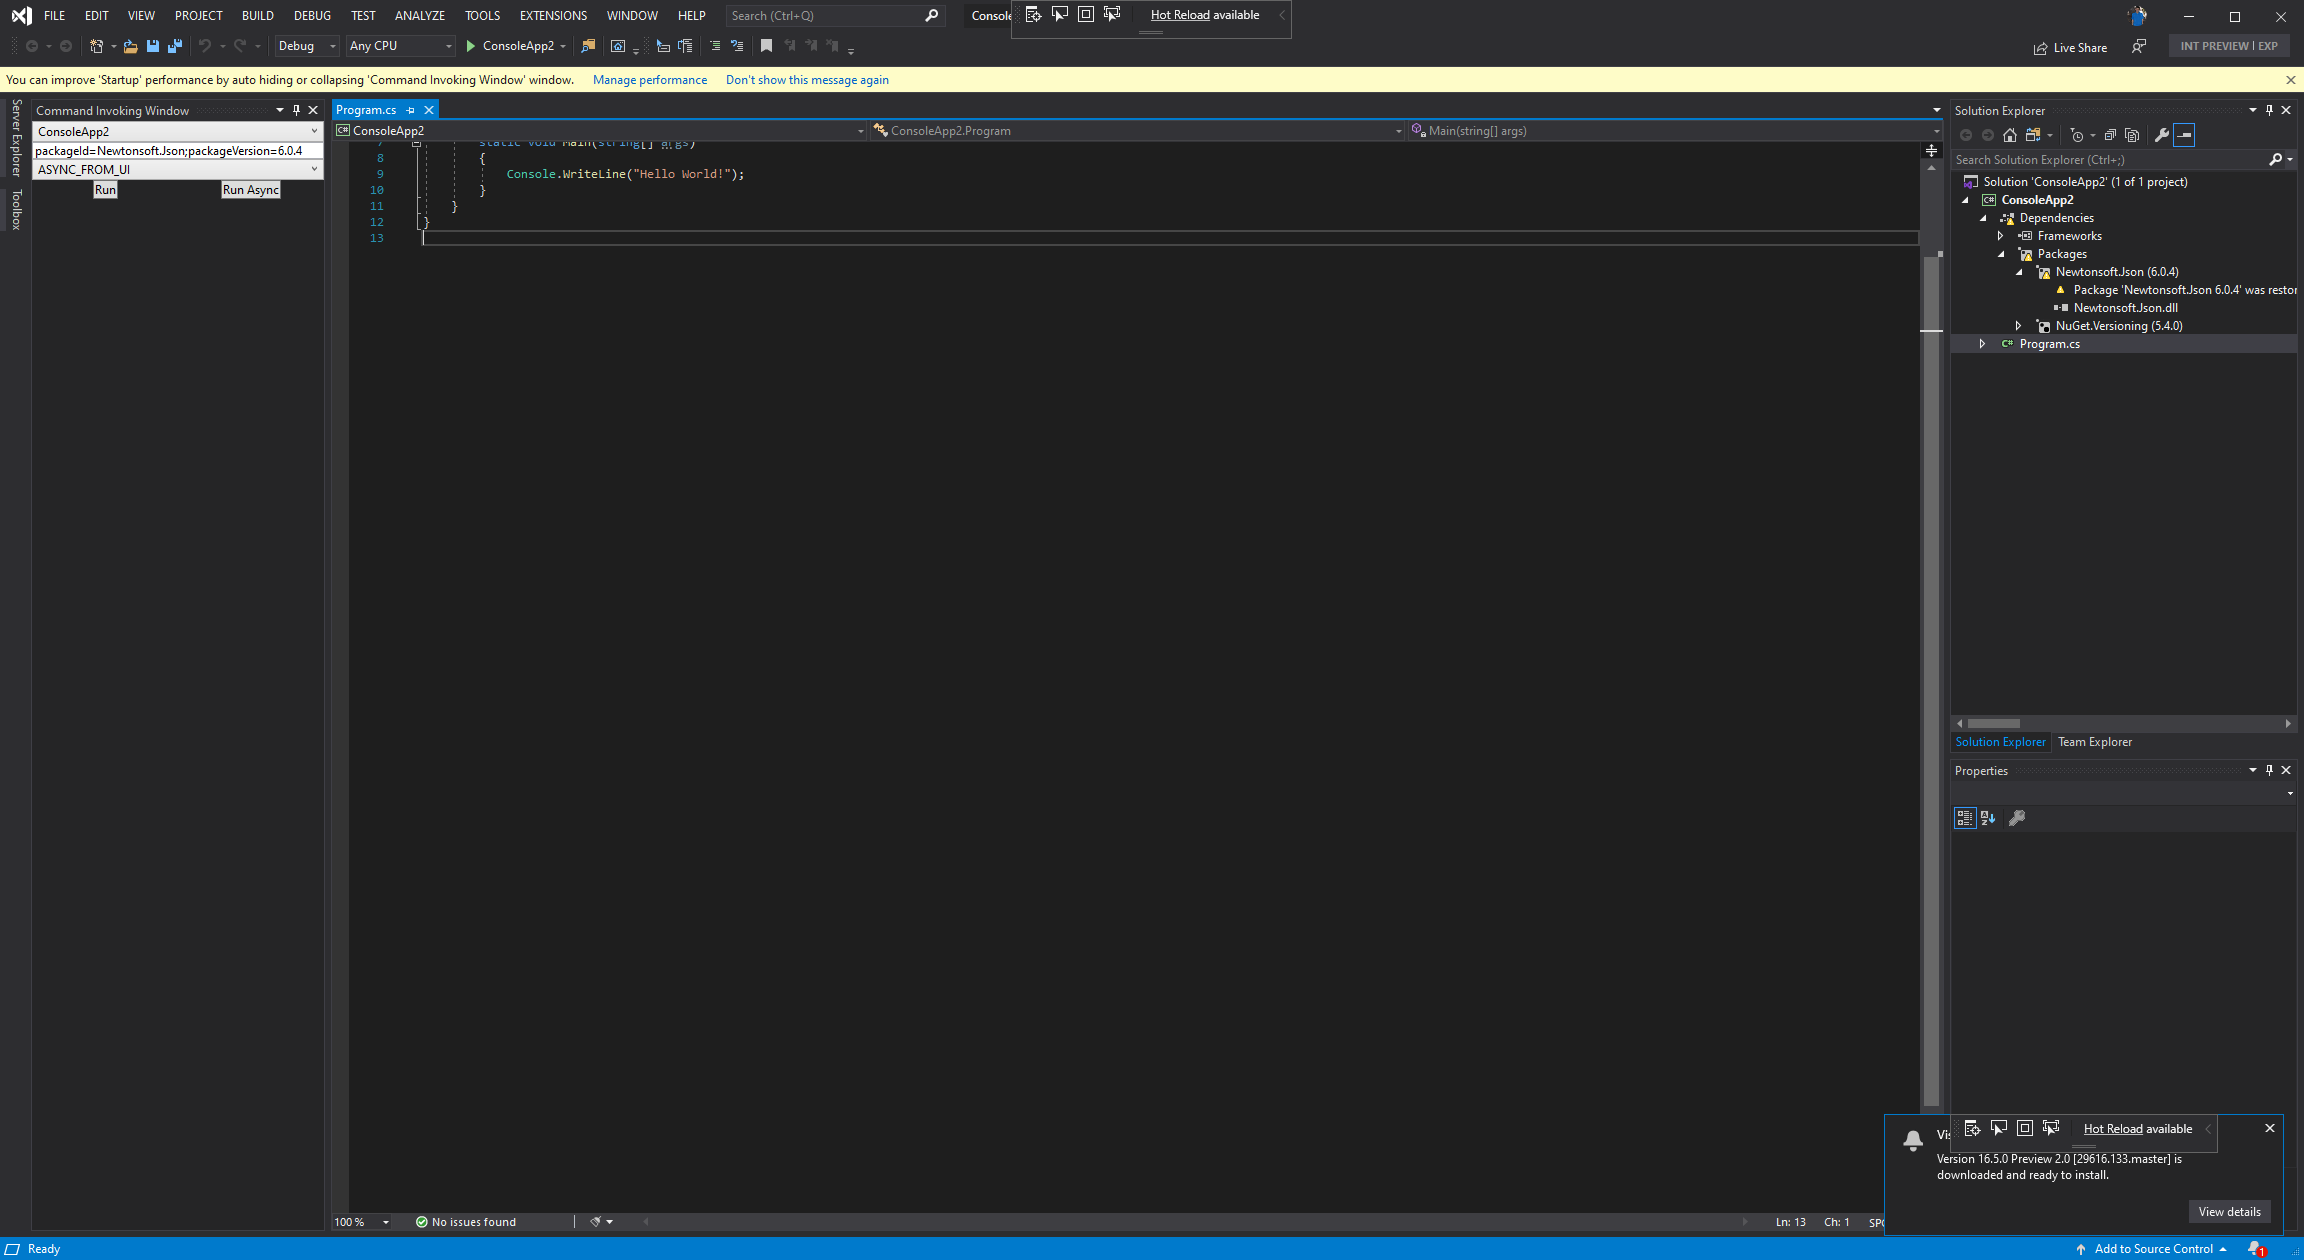 FILE EDIT VIEW PROJECT BUILD DEBUG TEST ANALYZE TOOLS EXTENSIONS WINDOW HELP Search (Ctrl+Q) Console Hot Reload available
Debug Any CPU ConsoleApp2 Live Share INT PREVIEW | EXP
You can improve 'Startup' performance by auto hiding or collapsing 'Command Invoking Window' window. Manage performance Don't show this message again
Server Explorer
Toolbox
Command Invoking Window
ConsoleApp2
packageId=Newtonsoft.Json;packageVersion=6.0.4
ASYNC_FROM_UI
Run Run Async
Program.cs
ConsoleApp2 ConsoleApp2.Program Main(string[] args)
7 static void Main(string[] args)
8 {
9 Console.WriteLine("Hello World!");
10 }
11 }
12 }
13
100 % No issues found Ln: 13 Ch: 1 SPC
Solution Explorer
Search Solution Explorer (Ctrl+;)
Solution 'ConsoleApp2' (1 of 1 project)
C# ConsoleApp2
Dependencies
Frameworks
Packages
Newtonsoft.Json (6.0.4)
Package 'Newtonsoft.Json 6.0.4' was restor
Newtonsoft.Json.dll
NuGet.Versioning (5.4.0)
C# Program.cs
Solution Explorer Team Explorer
Properties
Vis Hot Reload available
Version 16.5.0 Preview 2.0 [29616.133.master] is
downloaded and ready to install.
View details
Ready Add to Source Control 1